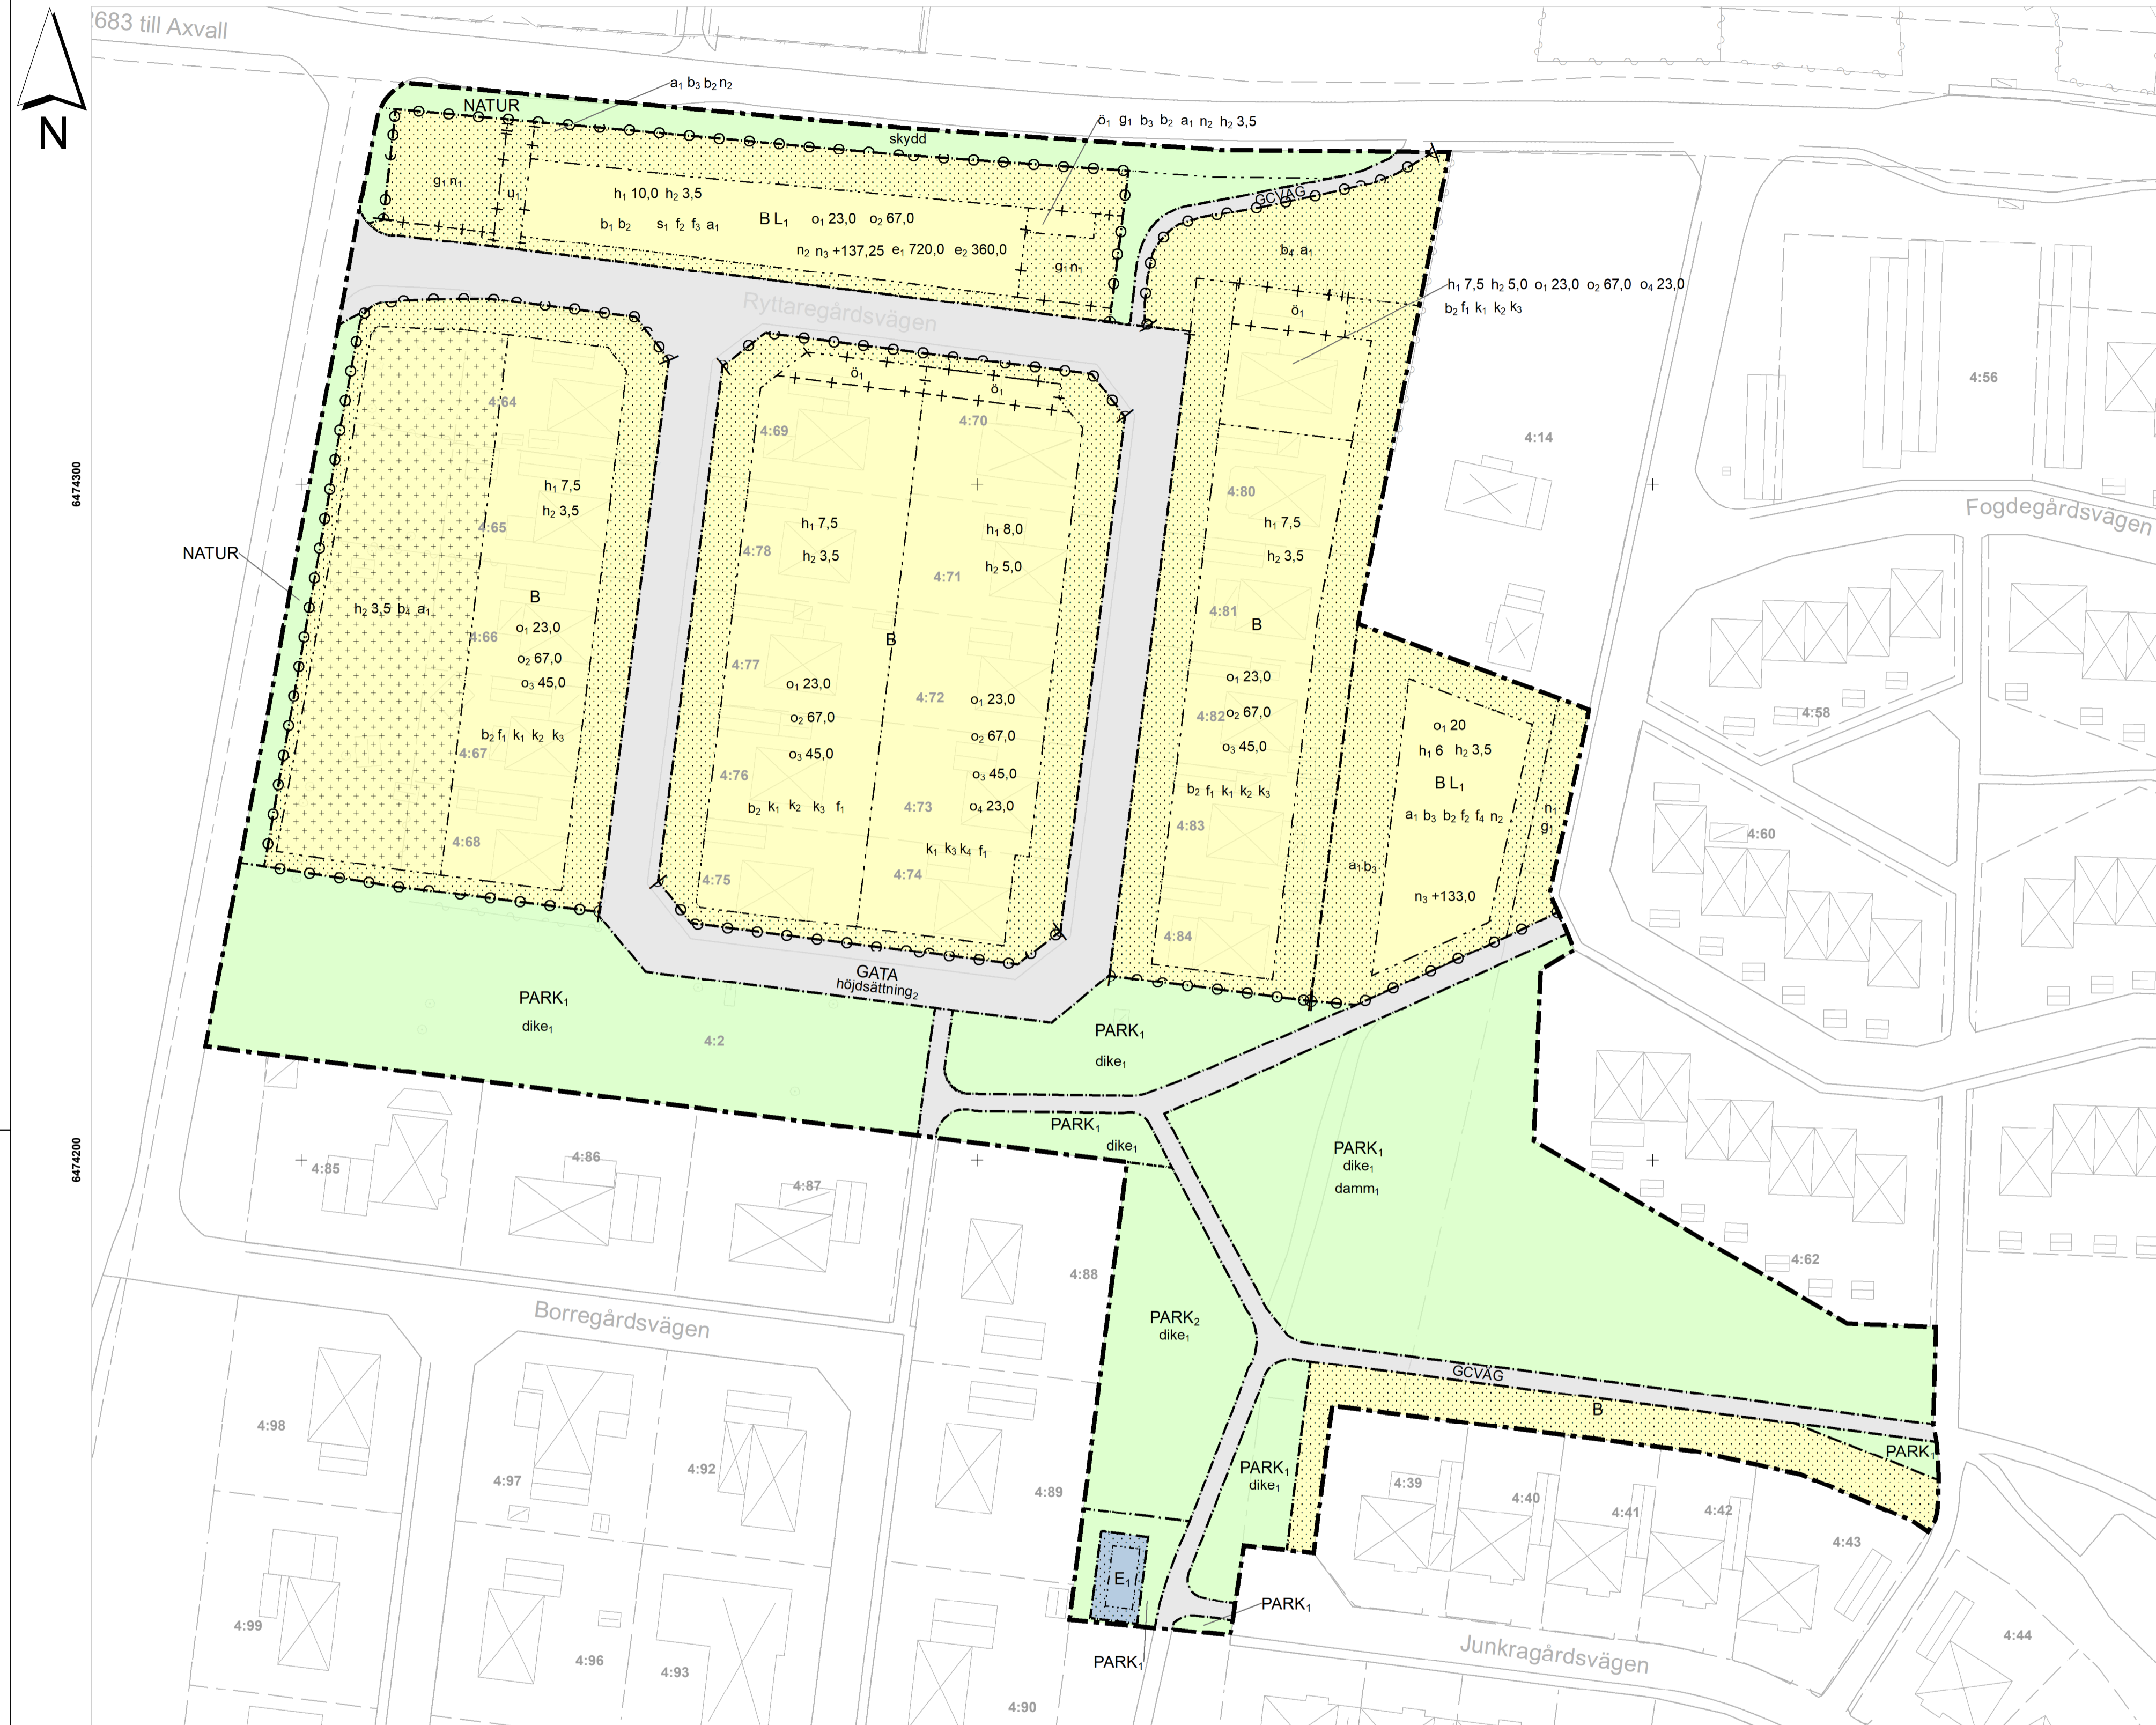 2683 till Axvall
N
NATUR
a₁ b₃ b₂ n₂
ö₁ g₁ b₃ b₂ a₁ n₂ h₂ 3,5
skydd
GCVÄG
g₁ n₁
u₁
h₁ 10,0 h₂ 3,5
b₁ b₂ s₁ f₂ f₃ a₁
B L₁ o₁ 23,0 o₂ 67,0
n₂ n₃ +137,25 e₁ 720,0 e₂ 360,0
g₁ n₁
b₄ a₁
h₁ 7,5 h₂ 5,0 o₁ 23,0 o₂ 67,0 o₄ 23,0
b₂ f₁ k₁ k₂ k₃
ö₁
Ryttaregårdsvägen
ö₁
ö₁
4:56
4:64
4:69
4:70
4:14
6474300
h₁ 7,5
h₂ 3,5
4:65
4:80
h₁ 7,5
h₂ 3,5
h₁ 8,0
h₂ 5,0
h₁ 7,5
h₂ 3,5
Fogdegårdsvägen
NATUR
4:78
4:71
h₂ 3,5 b₄ a₁
B
o₁ 23,0
o₂ 67,0
o₃ 45,0
4:66
B
4:81
B
4:77
o₁ 23,0
o₂ 67,0
o₃ 45,0
4:72
o₁ 23,0
o₂ 67,0
o₃ 45,0
o₄ 23,0
o₁ 23,0
4:82
o₂ 67,0
o₃ 45,0
4:58
o₁ 20
h₁ 6 h₂ 3,5
B L₁
a₁ b₃ b₂ f₂ f₄ n₂
n₁
g₁
b₂ f₁ k₁ k₂ k₃
4:67
4:76
b₂ k₁ k₂ k₃ f₁
4:73
b₂ f₁ k₁ k₂ k₃
4:83
4:60
4:68
k₁ k₃ k₄ f₁
4:75
4:74
a₁ b₃
n₃ +133,0
4:84
GATA
höjdsättning₂
PARK₁
dike₁
4:2
PARK₁
dike₁
PARK₁
dike₁
PARK₁
dike₁
damm₁
6474200
4:85
4:86
4:87
4:88
4:62
Borregårdsvägen
PARK₂
dike₁
GCVÄG
B
PARK₁
4:98
4:97
4:92
4:89
PARK₁
dike₁
4:39
4:40
4:41
4:42
4:43
E₁
PARK₁
4:99
4:96
4:93
PARK₁
4:90
Junkragårdsvägen
4:44